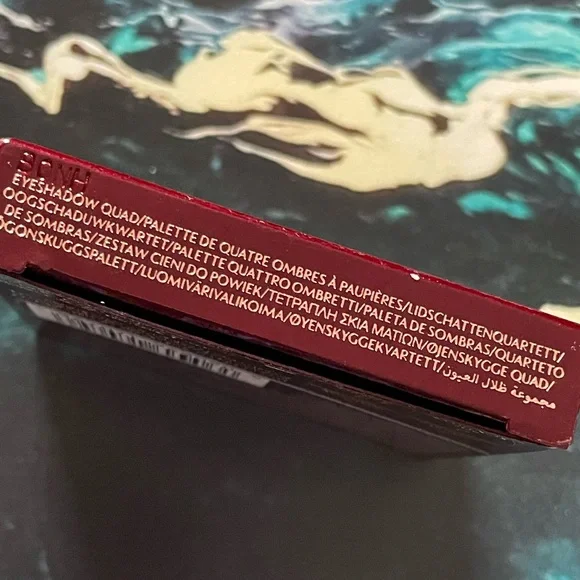 EYESHADOW QUAD/PALETTE DE QUATRE OMBRES À PAUPIÈRES/LIDSCHATTENQUARTETT/
OOGSCHADUWKWARTET/PALETTE QUATTRO OMBRETTI/PALETA DE SOMBRAS/QUARTETO
DE SOMBRAS/ZESTAW CIENI DO POWIEK/ΤΕΤΡΑΠΛΗ ΣΚΙΑ ΜΑΤΙΩΝ/ØJENSKYGGE QUAD/
ÖGONSKUGGSPALETT/LUOMIVÄRIVALIKOIMA/ØYENSKYGGEKVARTETT/مجموعة ظلال العيون